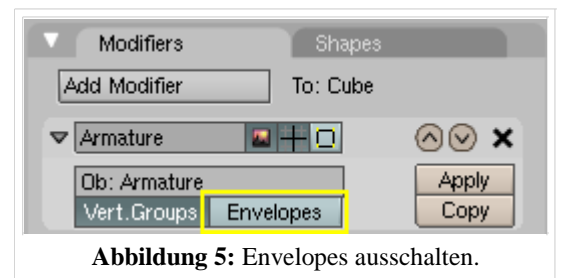 Modifiers Shapes
Add Modifier To: Cube
Armature
Ob: Armature Apply
Vert.Groups Envelopes Copy
Abbildung 5: Envelopes ausschalten.